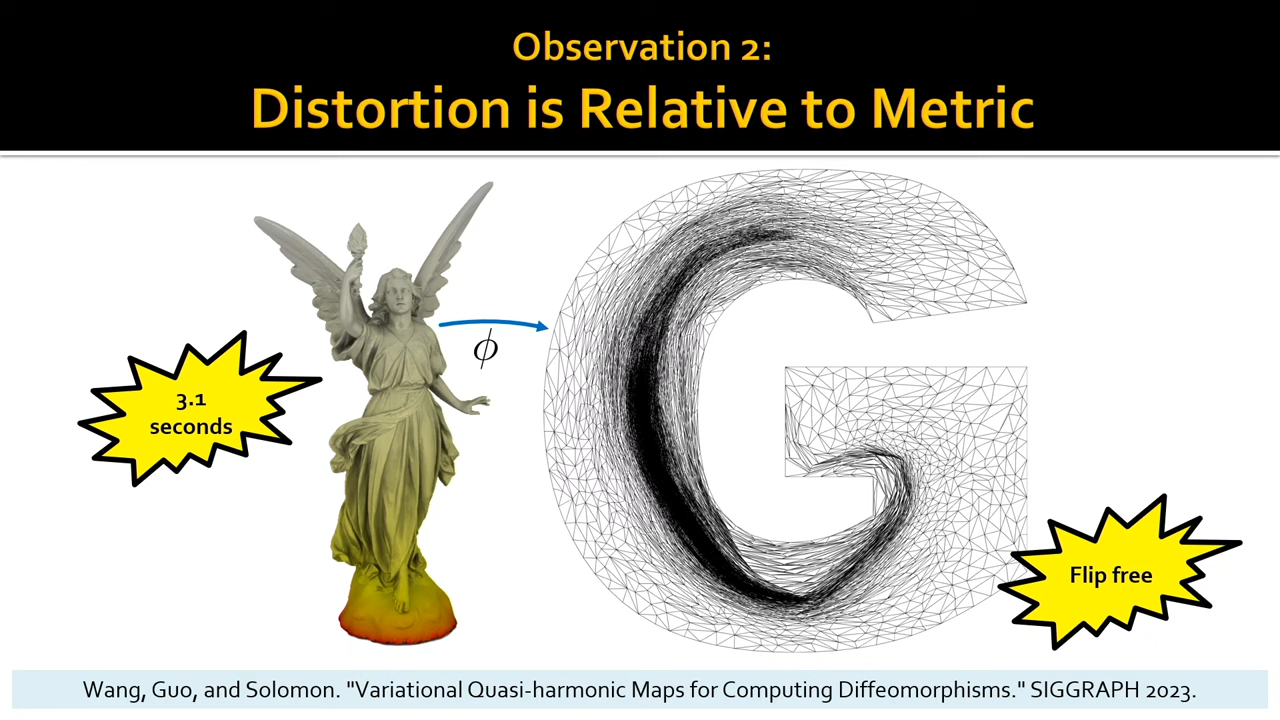 Observation 2:
Distortion is Relative to Metric
3.1
seconds
ϕ
Flip free
Wang, Guo, and Solomon. "Variational Quasi-harmonic Maps for Computing Diffeomorphisms." SIGGRAPH 2023.